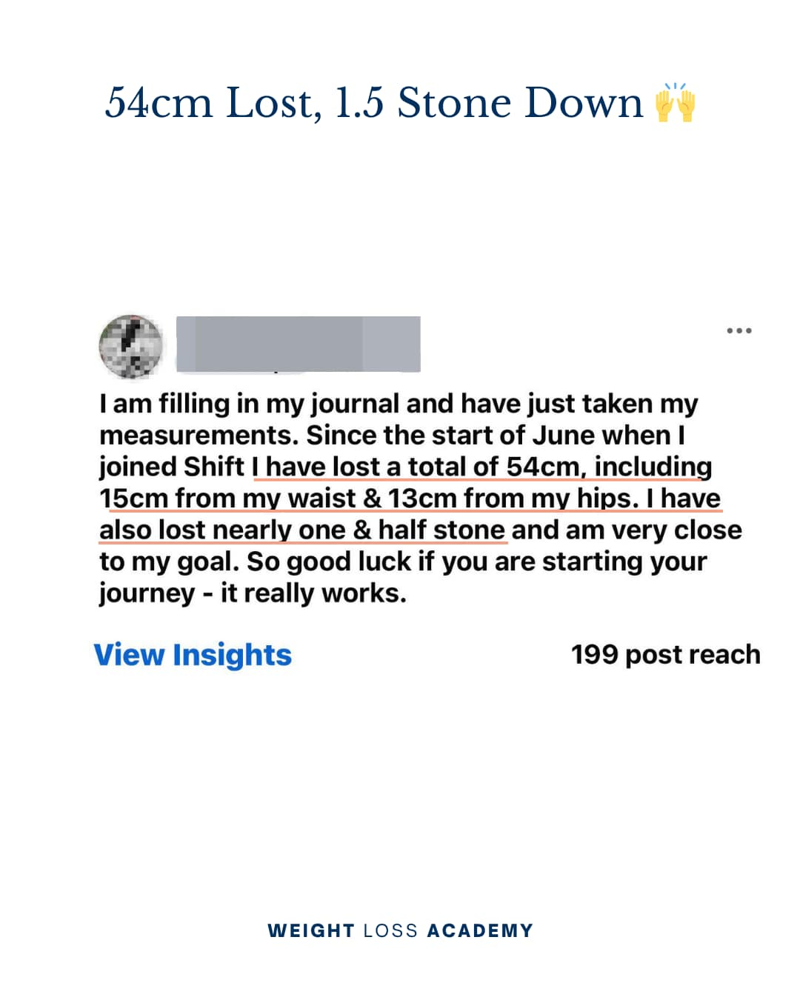 54cm Lost, 1.5 Stone Down 🙌
I am filling in my journal and have just taken my
measurements. Since the start of June when I
joined Shift I have lost a total of 54cm, including
15cm from my waist & 13cm from my hips. I have
also lost nearly one & half stone and am very close
to my goal. So good luck if you are starting your
journey - it really works.
View Insights
199 post reach
WEIGHT LOSS ACADEMY